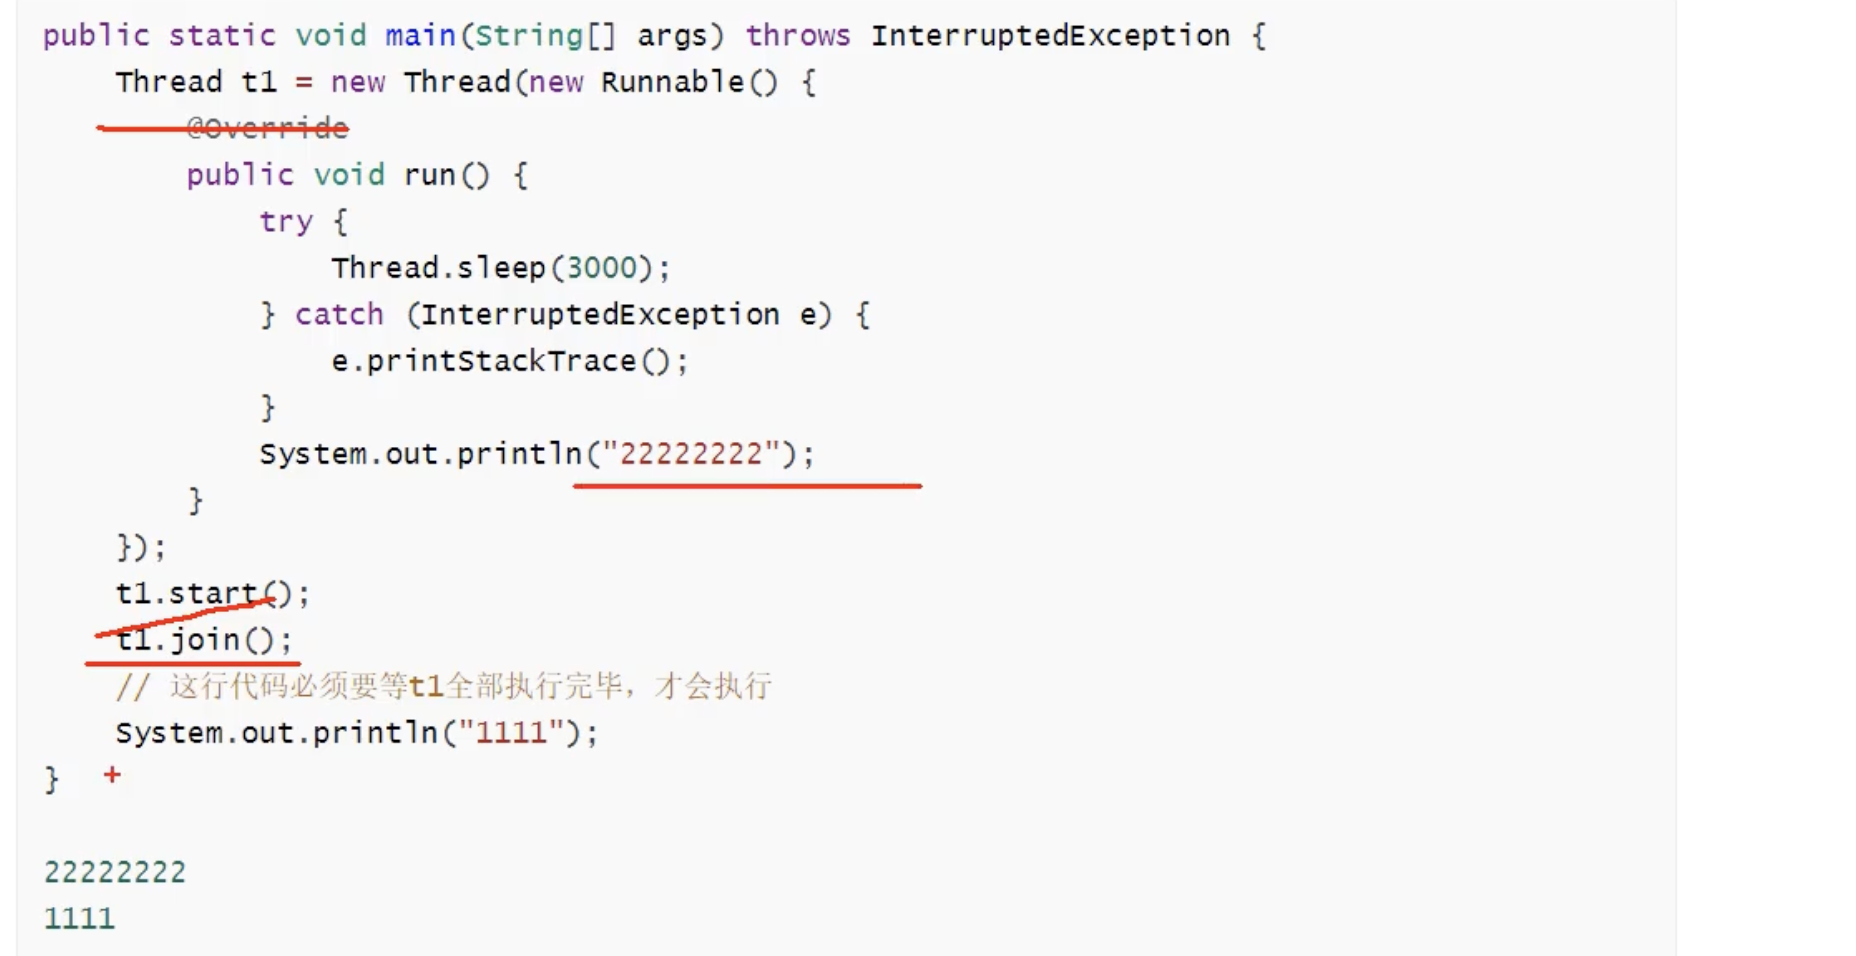 public static void main(String[] args) throws InterruptedException {
Thread t1 = new Thread(new Runnable() {
@Override
public void run() {
try {
Thread.sleep(3000);
} catch (InterruptedException e) {
e.printStackTrace();
}
System.out.println("22222222");
}
});
t1.start();
t1.join();
// 这行代码必须要等t1全部执行完毕，才会执行
System.out.println("1111");
}
22222222
1111